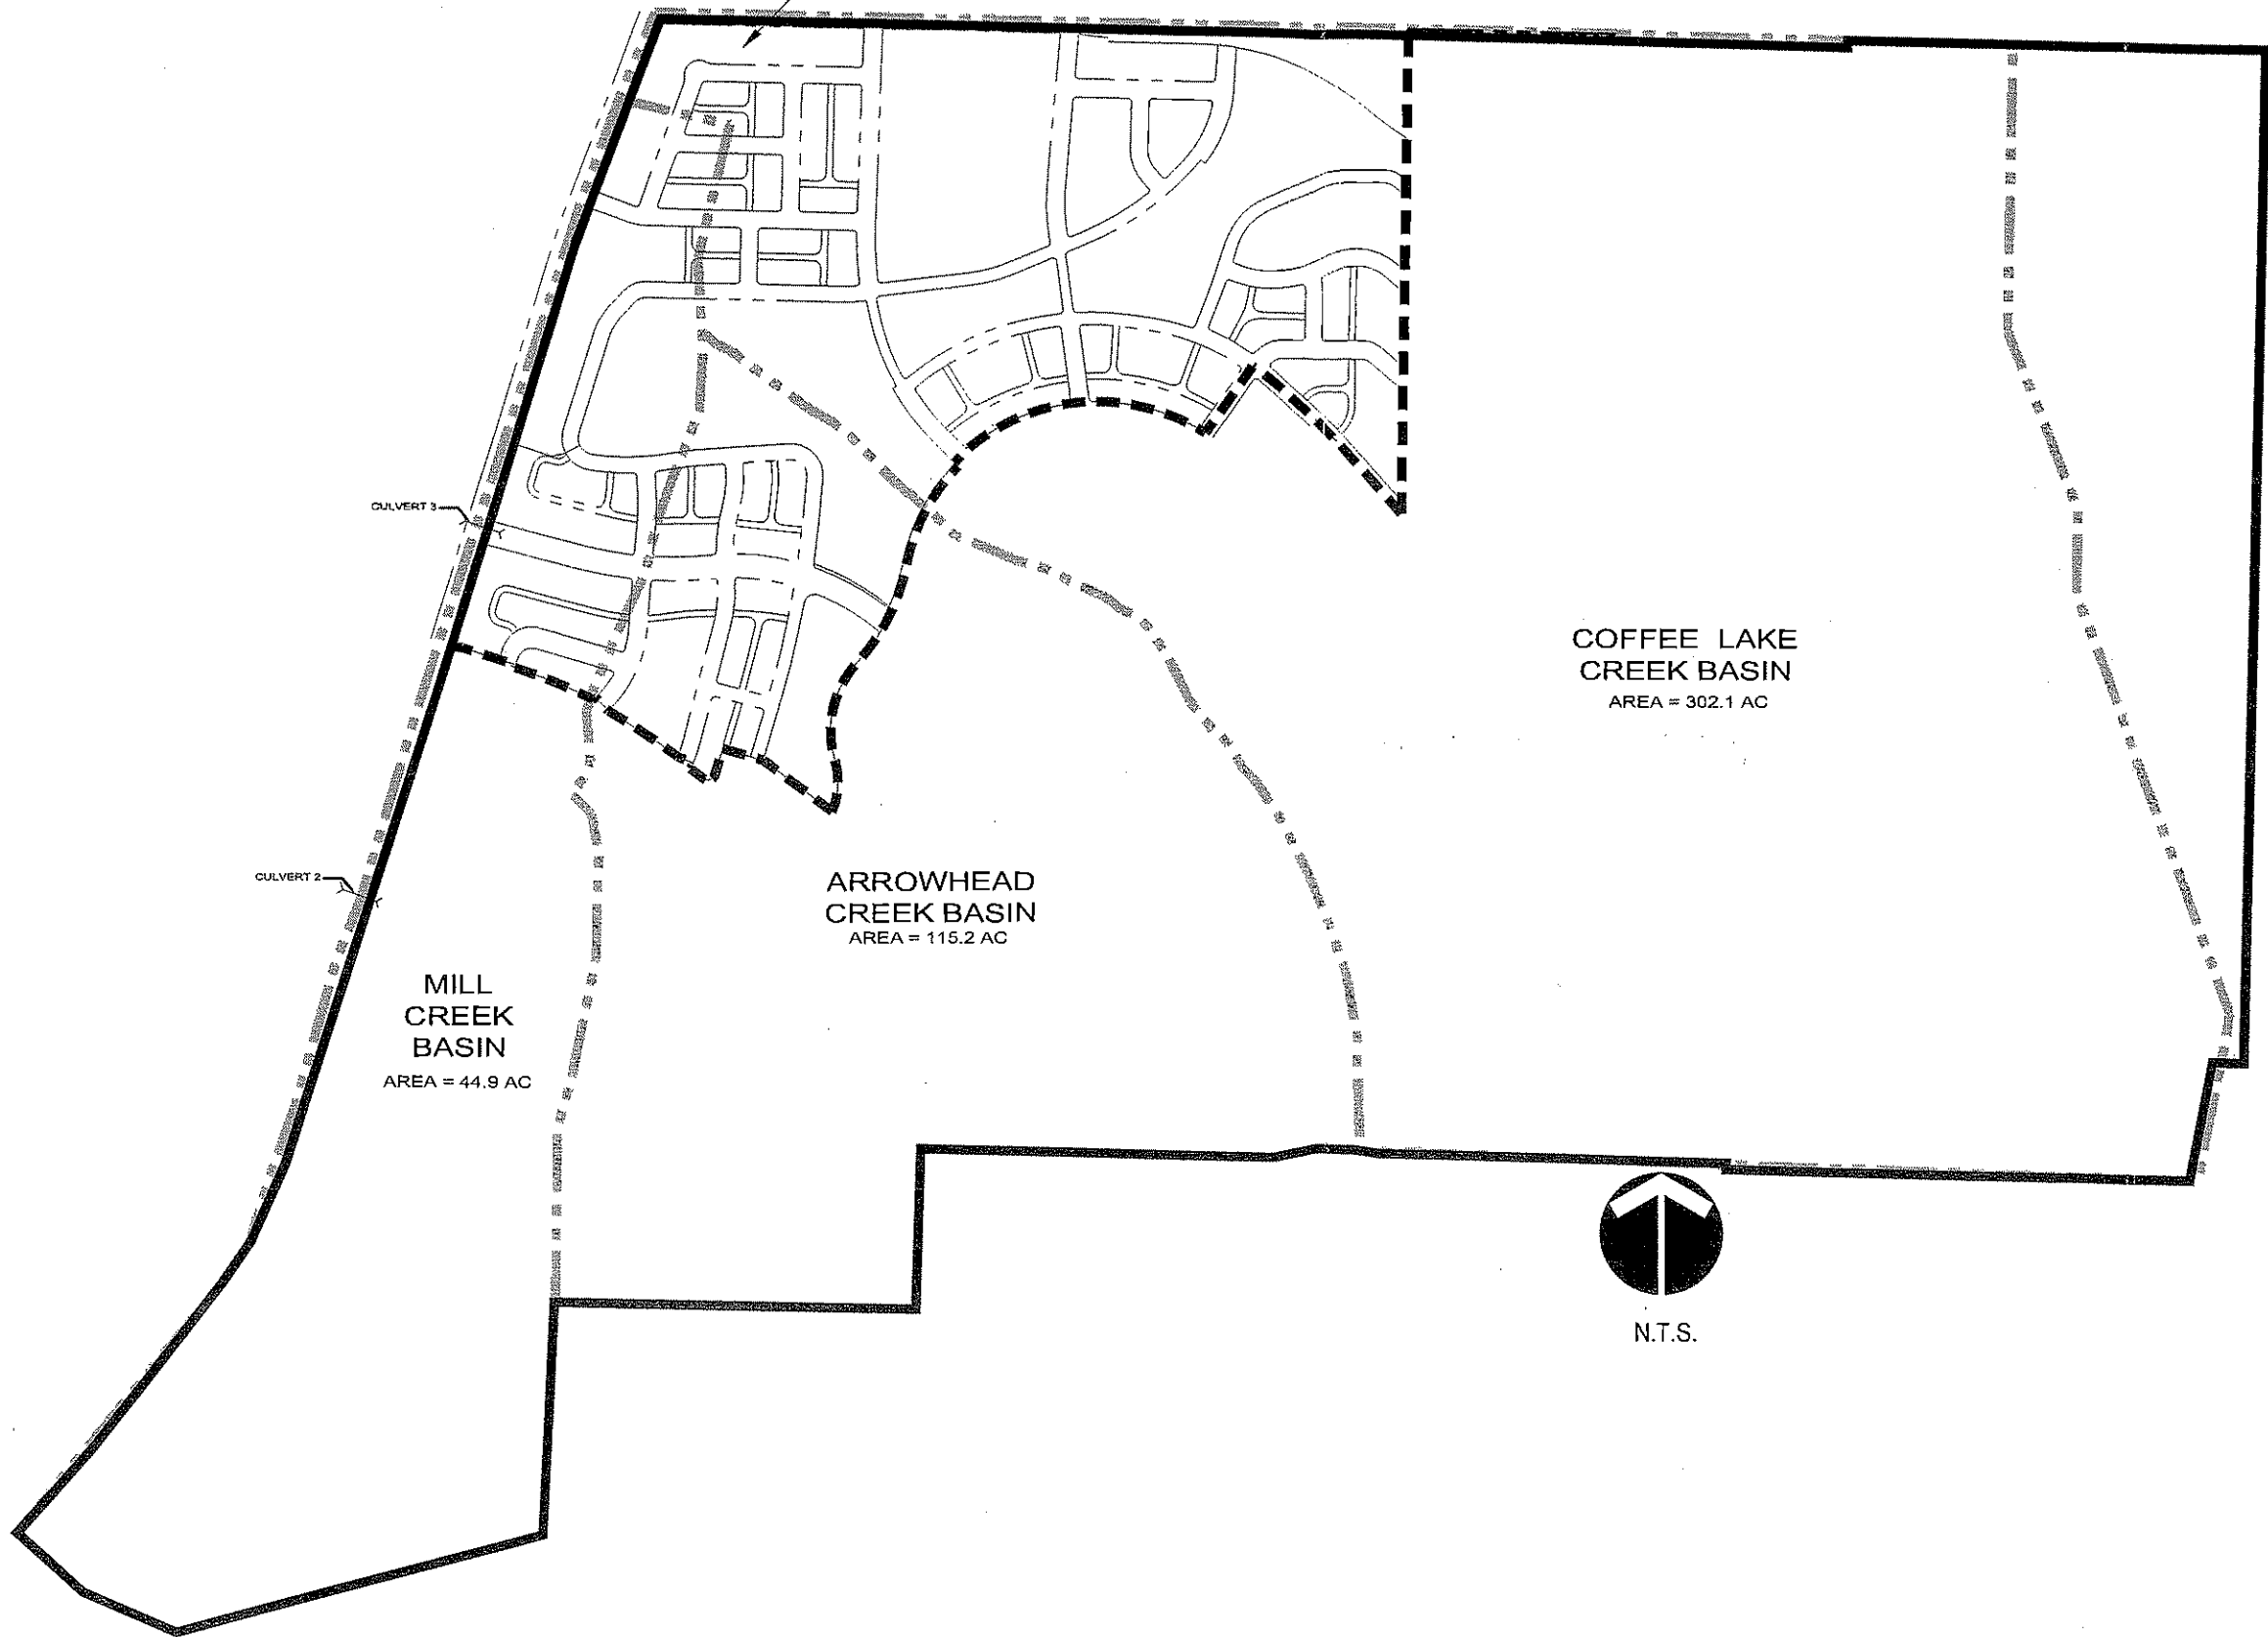 CULVERT 3
COFFEE LAKE
CREEK BASIN
AREA = 302.1 AC
CULVERT 2
ARROWHEAD
CREEK BASIN
AREA = 115.2 AC
MILL
CREEK
BASIN
AREA = 44.9 AC
N.T.S.